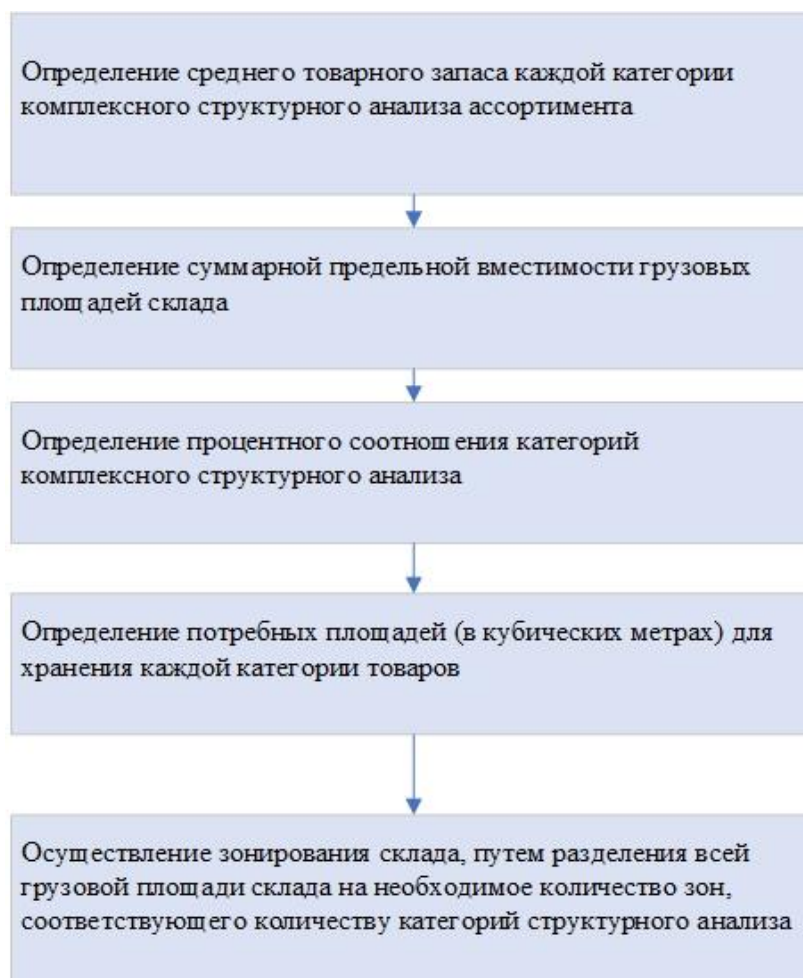 Определение среднего товарного запаса каждой категории
комплексного структурного анализа ассортимента
Определение суммарной предельной вместимости грузовых
площадей склада
Определение процентного соотношения категорий
комплексного структурного анализа
Определение потребных площадей (в кубических метрах) для
хранения каждой категории товаров
Осуществление зонирования склада, путем разделения всей
грузовой площади склада на необходимое количество зон,
соответствующего количеству категорий структурного анализа